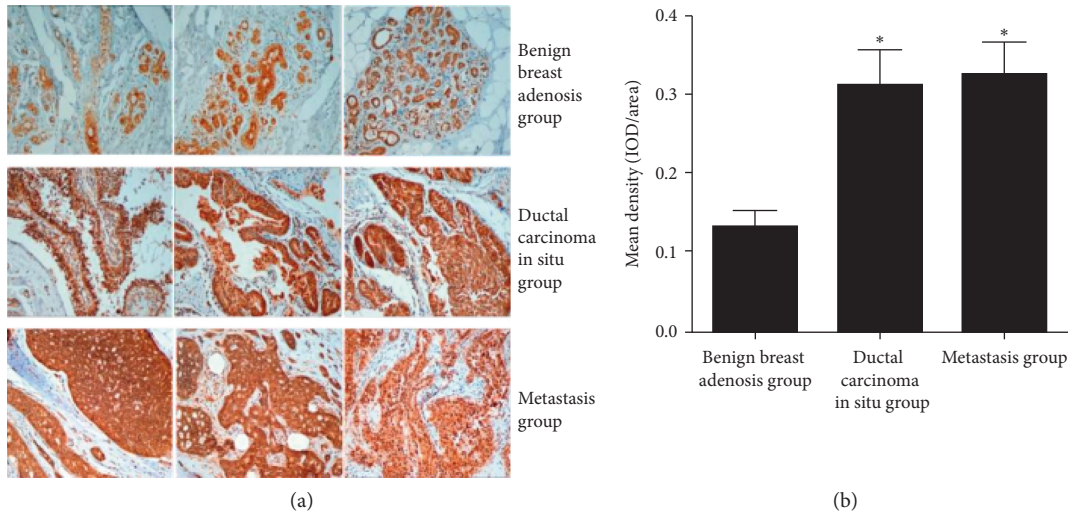 Benign
breast
adenosis
group
Ductal
carcinoma
in situ
group
Metastasis
group
(a)
Mean density (IOD/area)
0.4
0.3
0.2
0.1
0.0
*
*
Benign breast
adenosis group
Ductal
carcinoma
in situ group
Metastasis group
(b)